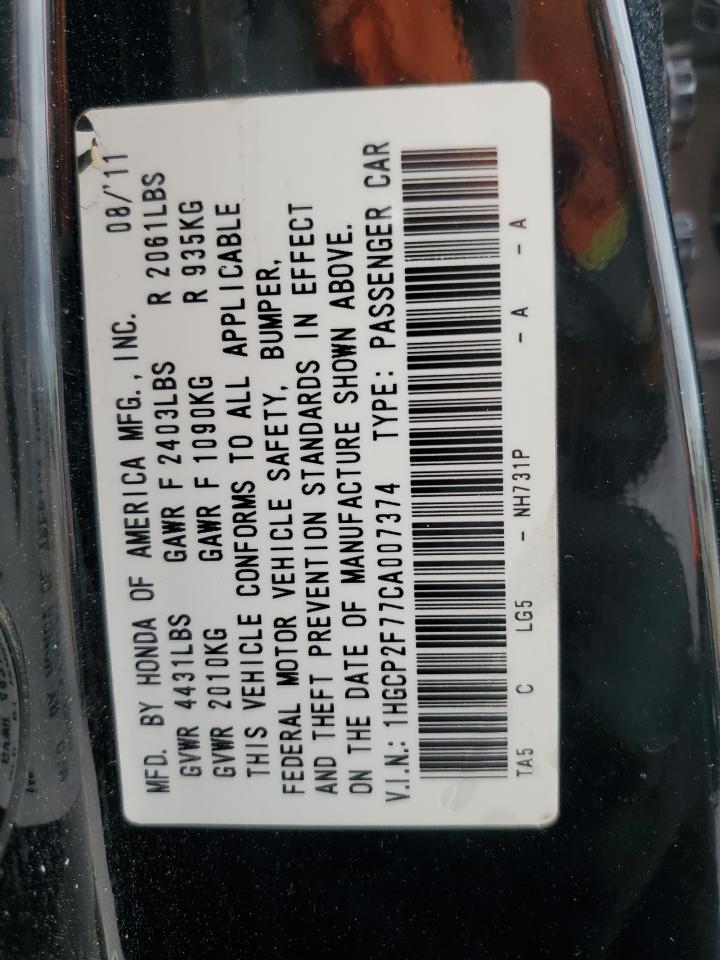 MFD. BY HONDA OF AMERICA MFG., INC. 08/'11
GVWR 4431LBS GAWR F 2403LBS R 2061LBS
GVWR 2010KG GAWR F 1090KG R 935KG
THIS VEHICLE CONFORMS TO ALL APPLICABLE
FEDERAL MOTOR VEHICLE SAFETY, BUMPER,
AND THEFT PREVENTION STANDARDS IN EFFECT
ON THE DATE OF MANUFACTURE SHOWN ABOVE.
V.I.N.: 1HGCP2F77CA007374 TYPE: PASSENGER CAR
TA5 C LG5 - NH731P - A - A